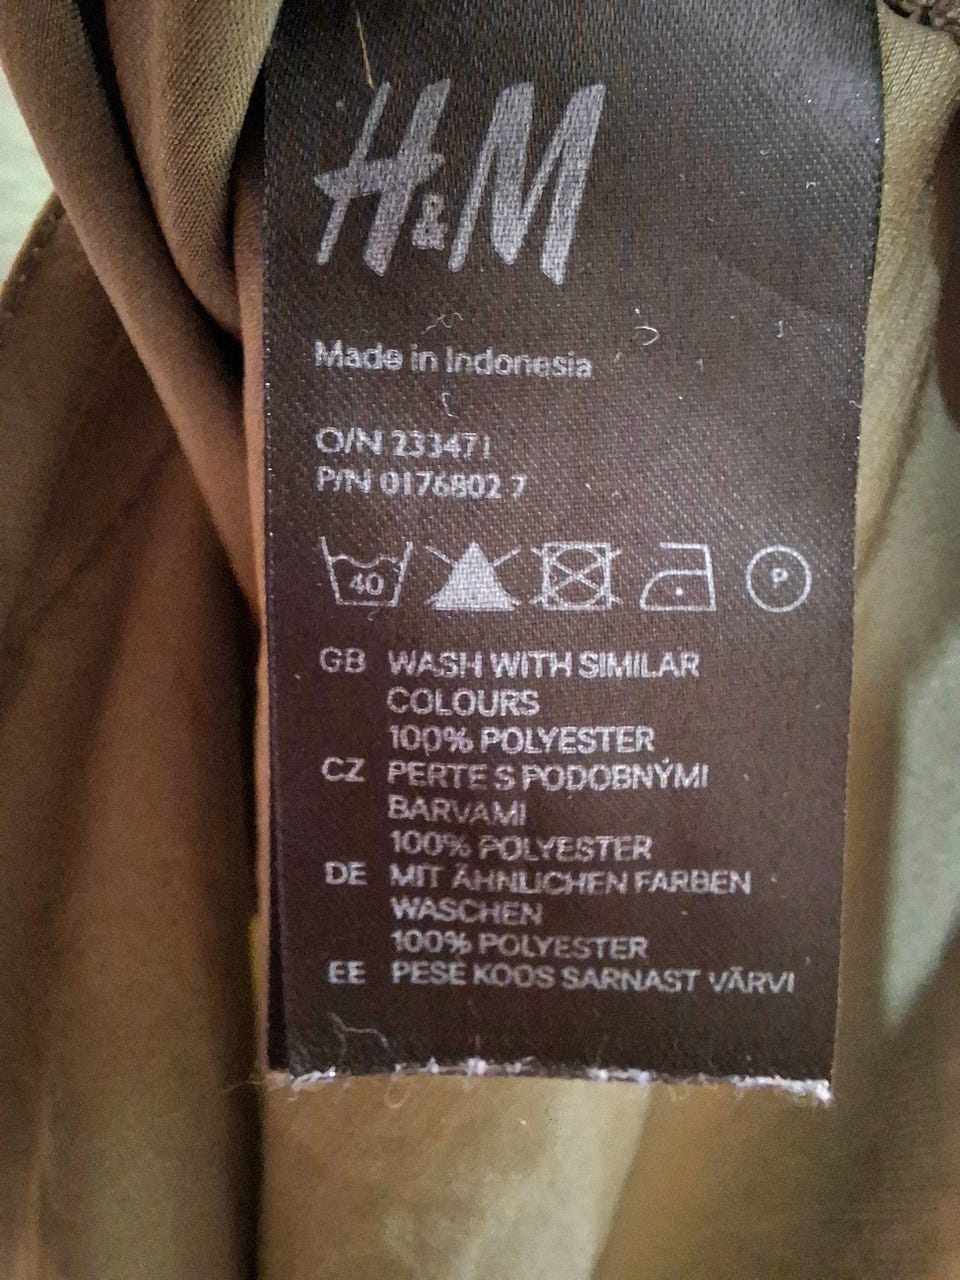 H&M
Made in Indonesia
O/N 233471
P/N 0176802 7
40 P
GB WASH WITH SIMILAR
COLOURS
100% POLYESTER
CZ PERTE S PODOBNÝMI
BARVAMI
100% POLYESTER
DE MIT ÄHNLICHEN FARBEN
WASCHEN
100% POLYESTER
EE PESE KOOS SARNAST VÄRVI